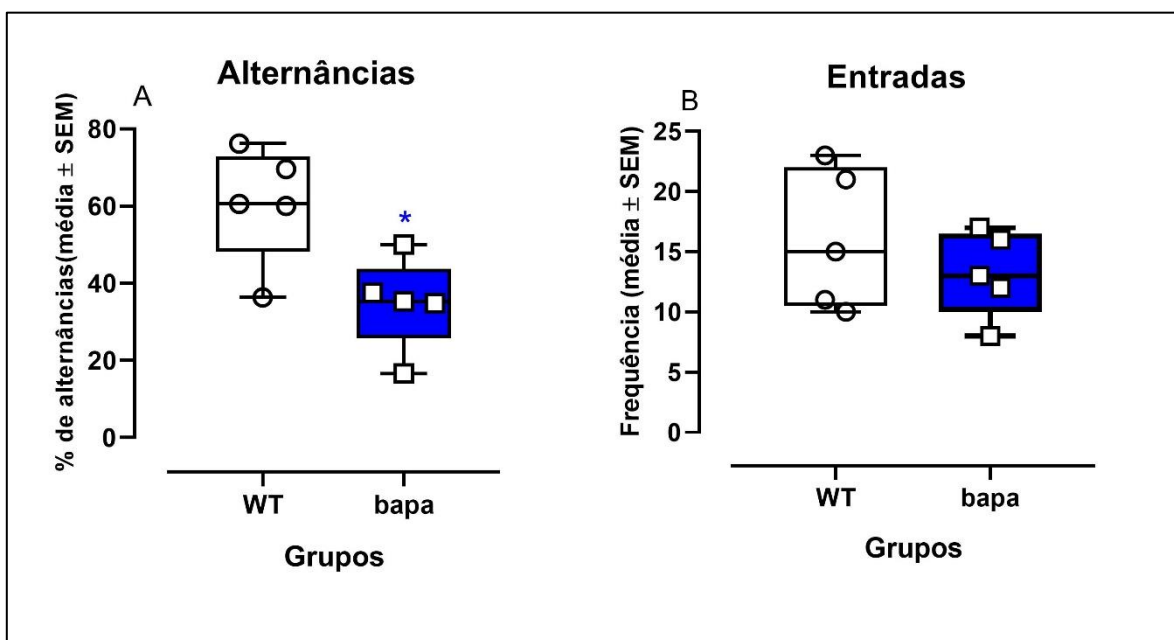 Alternâncias
A
% de alternâncias(média ± SEM)
80
60
40
20
0
*
WT
bapa
Grupos
Entradas
B
Frequência (média ± SEM)
25
20
15
10
5
0
WT
bapa
Grupos